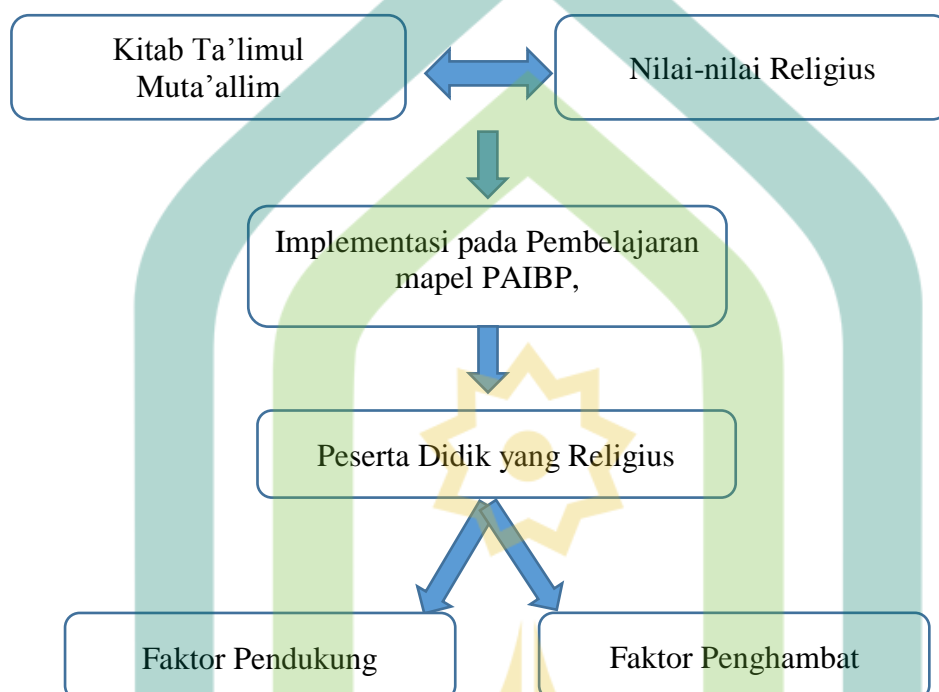 Kitab Ta’limul
Muta’allim
Nilai-nilai Religius
Implementasi pada Pembelajaran
mapel PAIBP,
Peserta Didik yang Religius
Faktor Pendukung
Faktor Penghambat